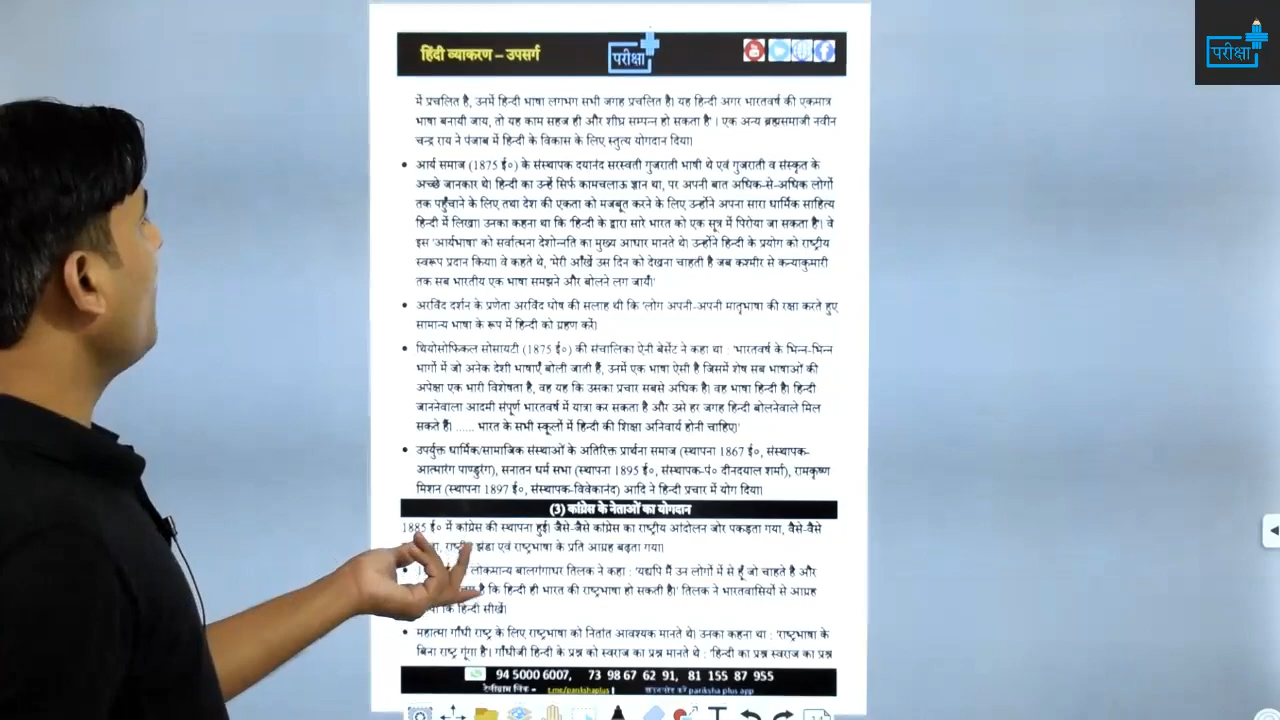 हिंदी व्याकरण – उपसर्ग
परीक्षा
परीक्षा
में प्रचलित है, उनमें हिन्दी भाषा लगभग सभी जगह प्रचलित है। यह हिन्दी अगर भारतवर्ष की एकमात्र
भाषा बनायी जाय, तो यह काम सहज ही और शीघ्र सम्पन्न हो सकता है' । एक अन्य ब्रह्मसमाजी नवीन
चन्द्र राय ने पंजाब में हिन्दी के विकास के लिए स्तुत्य योगदान दिया।
• आर्य समाज (1875 ई०) के संस्थापक दयानंद सरस्वती गुजराती भाषी थे एवं गुजराती व संस्कृत के
अच्छे जानकार थे। हिन्दी का उन्हें सिर्फ कामचलाऊ ज्ञान था, पर अपनी बात अधिक-से-अधिक लोगों
तक पहुँचाने के लिए तथा देश की एकता को मजबूत करने के लिए उन्होंने अपना सारा धार्मिक साहित्य
हिन्दी में लिखा। उनका कहना था कि 'हिन्दी के द्वारा सारे भारत को एक सूत्र में पिरोया जा सकता है'। वे
इस 'आर्यभाषा' को सर्वात्मना देशोन्नति का मुख्य आधार मानते थे। उन्होंने हिन्दी के प्रयोग को राष्ट्रीय
स्वरूप प्रदान किया। वे कहते थे, 'मेरी आँखें उस दिन को देखना चाहती है जब कश्मीर से कन्याकुमारी
तक सब भारतीय एक भाषा समझने और बोलने लग जायँ।'
• अरविंद दर्शन के प्रणेता अरविंद घोष की सलाह थी कि 'लोग अपनी-अपनी मातृभाषा की रक्षा करते हुए
सामान्य भाषा के रूप में हिन्दी को ग्रहण करें।
• थियोसोफिकल सोसायटी (1875 ई०) की संचालिका ऐनी बेसेंट ने कहा था : 'भारतवर्ष के भिन्न-भिन्न
भागों में जो अनेक देशी भाषाएँ बोली जाती हैं, उनमें एक भाषा ऐसी है जिसमें शेष सब भाषाओं की
अपेक्षा एक भारी विशेषता है, वह यह कि उसका प्रचार सबसे अधिक है। वह भाषा हिन्दी है। हिन्दी
जाननेवाला आदमी संपूर्ण भारतवर्ष में यात्रा कर सकता है और उसे हर जगह हिन्दी बोलनेवाले मिल
सकते हैं। ...... भारत के सभी स्कूलों में हिन्दी की शिक्षा अनिवार्य होनी चाहिए।'
• उपर्युक्त धार्मिक/सामाजिक संस्थाओं के अतिरिक्त प्रार्थना समाज (स्थापना 1867 ई०, संस्थापक-
आत्मारंग पाण्डुरंग), सनातन धर्म सभा (स्थापना 1895 ई०, संस्थापक-पं० दीनदयाल शर्मा), रामकृष्ण
मिशन (स्थापना 1897 ई०, संस्थापक-विवेकानंद) आदि ने हिन्दी प्रचार में योग दिया।
(3) कांग्रेस के नेताओं का योगदान
1885 ई० में कांग्रेस की स्थापना हुई। जैसे-जैसे कांग्रेस का राष्ट्रीय आंदोलन जोर पकड़ता गया, वैसे-वैसे
झंडा एवं राष्ट्रभाषा के प्रति आग्रह बढ़ता गया।
• लोकमान्य बालगंगाधर तिलक ने कहा : 'यद्यपि मैं उन लोगों में से हूँ जो चाहते है और
है कि हिन्दी ही भारत की राष्ट्रभाषा हो सकती है।' तिलक ने भारतवासियों से आग्रह
कि हिन्दी सीखें।
• महात्मा गाँधी राष्ट्र के लिए राष्ट्रभाषा को नितांत आवश्यक मानते थे। उनका कहना था : 'राष्ट्रभाषा के
बिना राष्ट्र गूंगा है'। गाँधीजी हिन्दी के प्रश्न को स्वराज का प्रश्न मानते थे : 'हिन्दी का प्रश्न स्वराज का प्रश्न
94 5000 6007, 73 98 67 62 91, 81 155 87 955
टेलीग्राम लिंक = t.me/parikshaplus | pariksha plus app